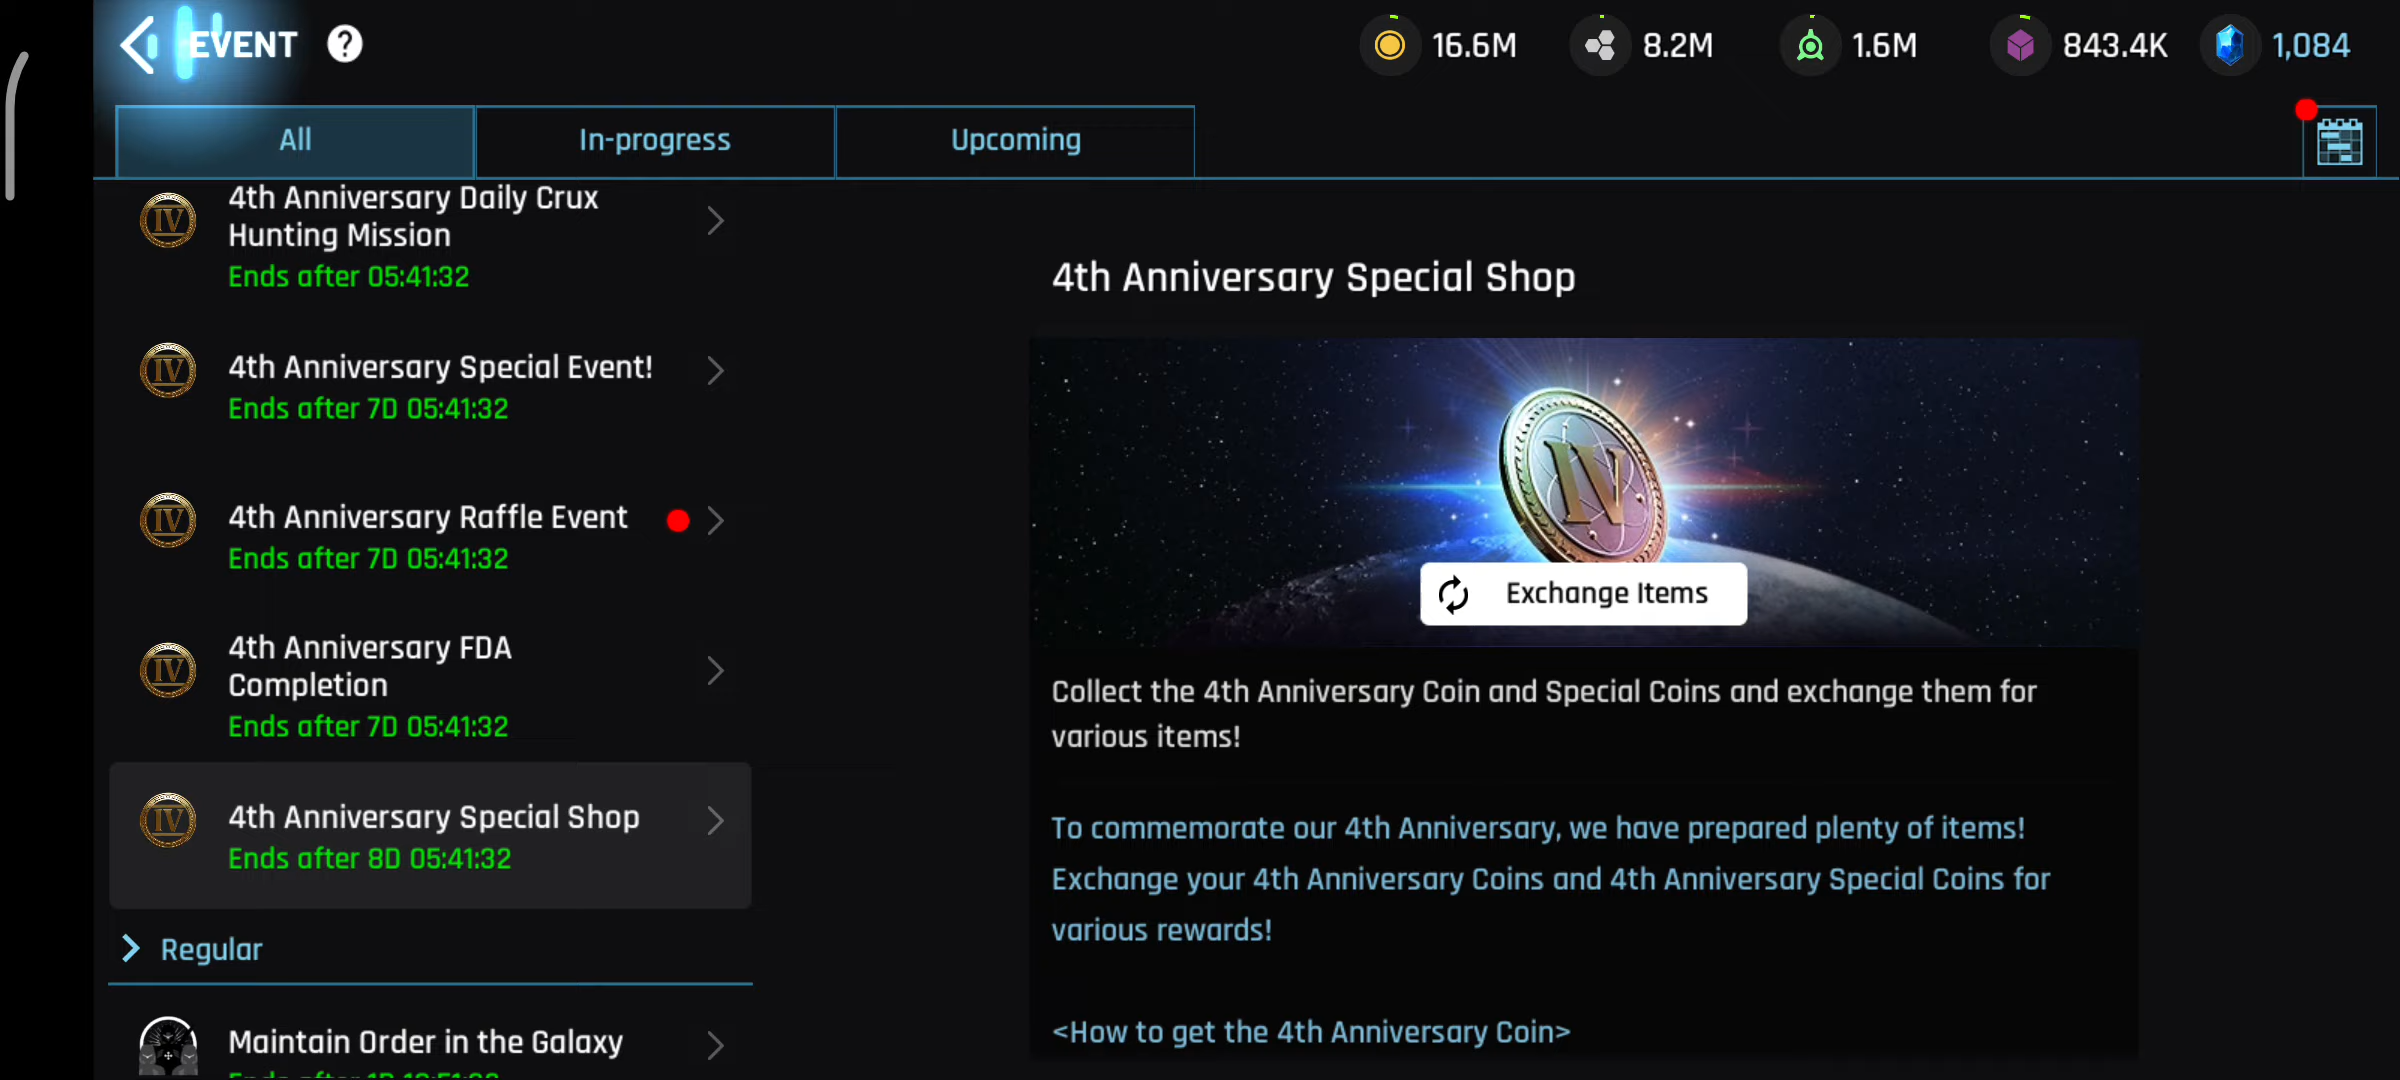 EVENT
?
16.6M
8.2M
1.6M
843.4K
1,084
All
In-progress
Upcoming
4th Anniversary Daily Crux
Hunting Mission
Ends after 05:41:32
4th Anniversary Special Event!
Ends after 7D 05:41:32
4th Anniversary Raffle Event
Ends after 7D 05:41:32
4th Anniversary FDA
Completion
Ends after 7D 05:41:32
4th Anniversary Special Shop
Ends after 8D 05:41:32
Regular
Maintain Order in the Galaxy
Ends after
4th Anniversary Special Shop
IV
Exchange Items
Collect the 4th Anniversary Coin and Special Coins and exchange them for
various items!
To commemorate our 4th Anniversary, we have prepared plenty of items!
Exchange your 4th Anniversary Coins and 4th Anniversary Special Coins for
various rewards!
<How to get the 4th Anniversary Coin>